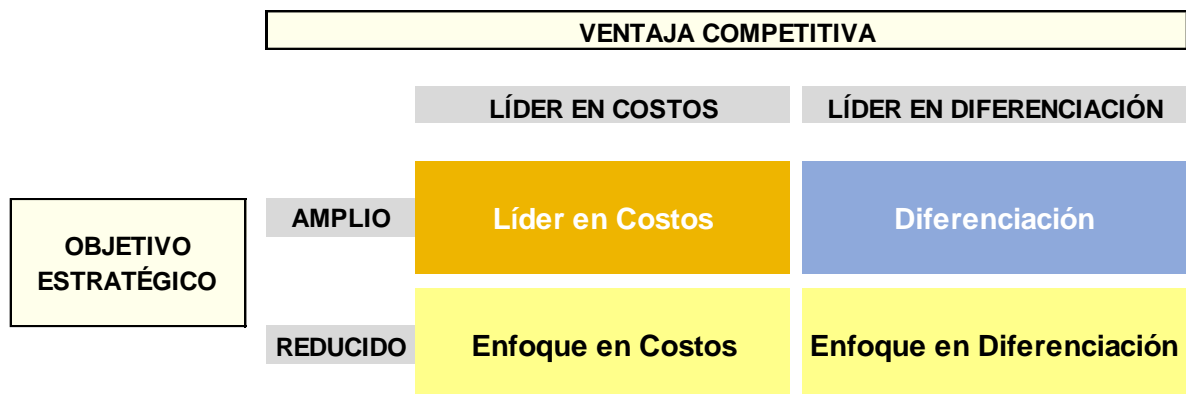 VENTAJA COMPETITIVA
LÍDER EN COSTOS
LÍDER EN DIFERENCIACIÓN
OBJETIVO
ESTRATÉGICO
AMPLIO
Líder en Costos
Diferenciación
REDUCIDO
Enfoque en Costos
Enfoque en Diferenciación